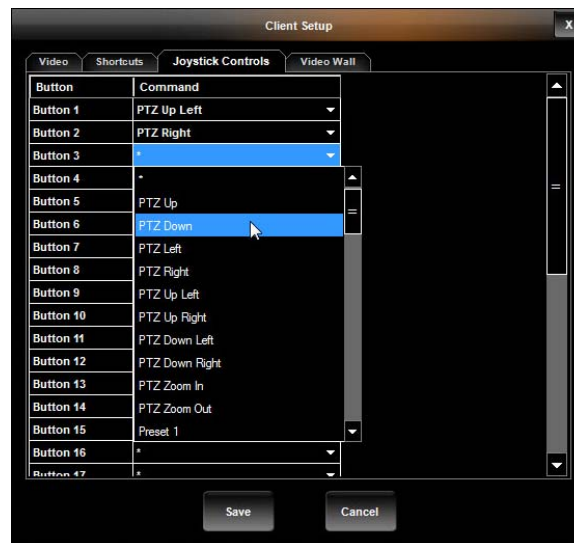 Client Setup
X
Video Shortcuts Joystick Controls Video Wall
Button Command
Button 1 PTZ Up Left
Button 2 PTZ Right
Button 3 *
Button 4 *
Button 5 PTZ Up
Button 6 PTZ Down
Button 7 PTZ Left
Button 8 PTZ Right
Button 9 PTZ Up Left
Button 10 PTZ Up Right
Button 11 PTZ Down Left
Button 12 PTZ Down Right
Button 13 PTZ Zoom In
Button 14 PTZ Zoom Out
Button 15 Preset 1
Button 16 *
Button 17 *
Save Cancel